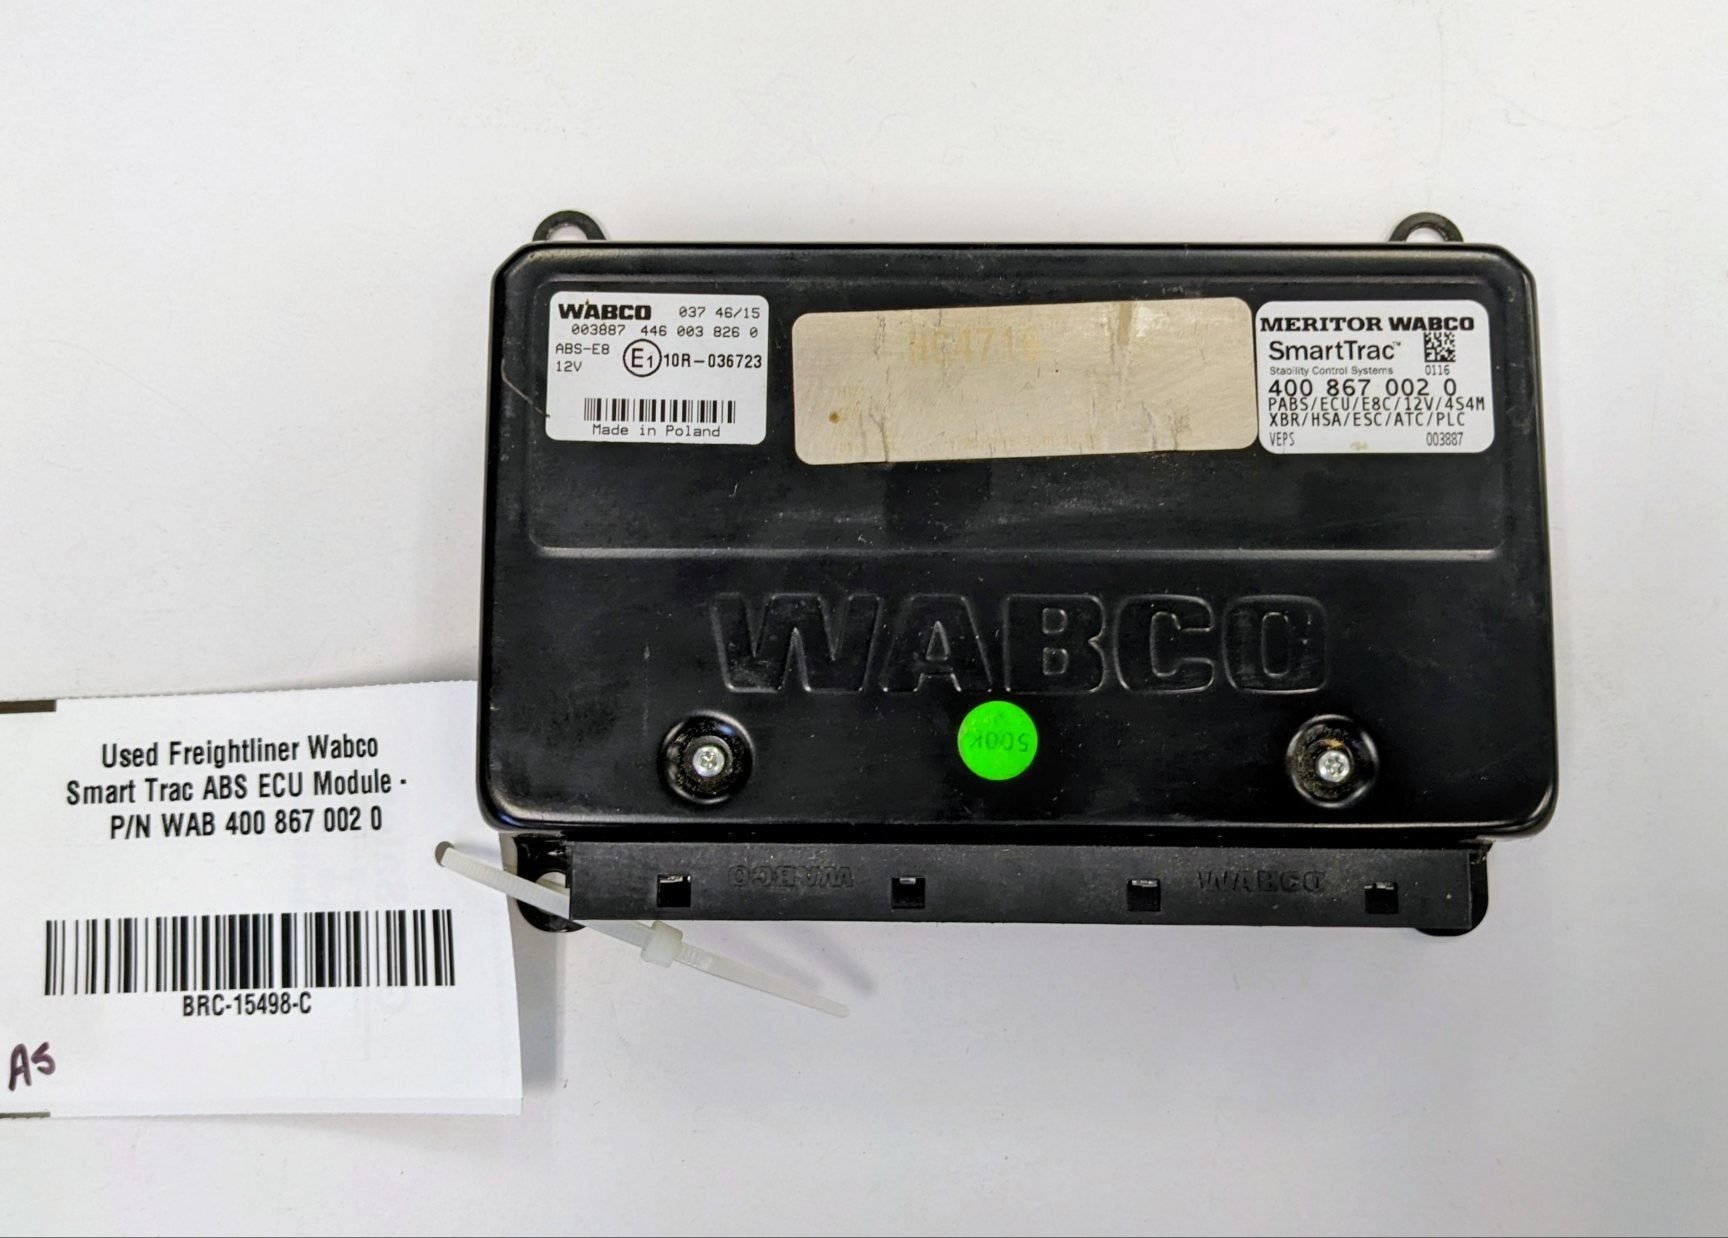 WABCO 037 46/15
003887 446 003 826 0
ABS-E8
12V
E1 10R-036723
Made in Poland
HC4716
MERITOR WABCO
SmartTrac™
Stability Control Systems 0116
400 867 002 0
PABS/ECU/E8C/12V/4S4M
XBR/HSA/ESC/ATC/PLC
VEPS 003887
WABCO
500K
WABCO
WABCO
Used Freightliner Wabco
Smart Trac ABS ECU Module -
P/N WAB 400 867 002 0
BRC-15498-C
AS